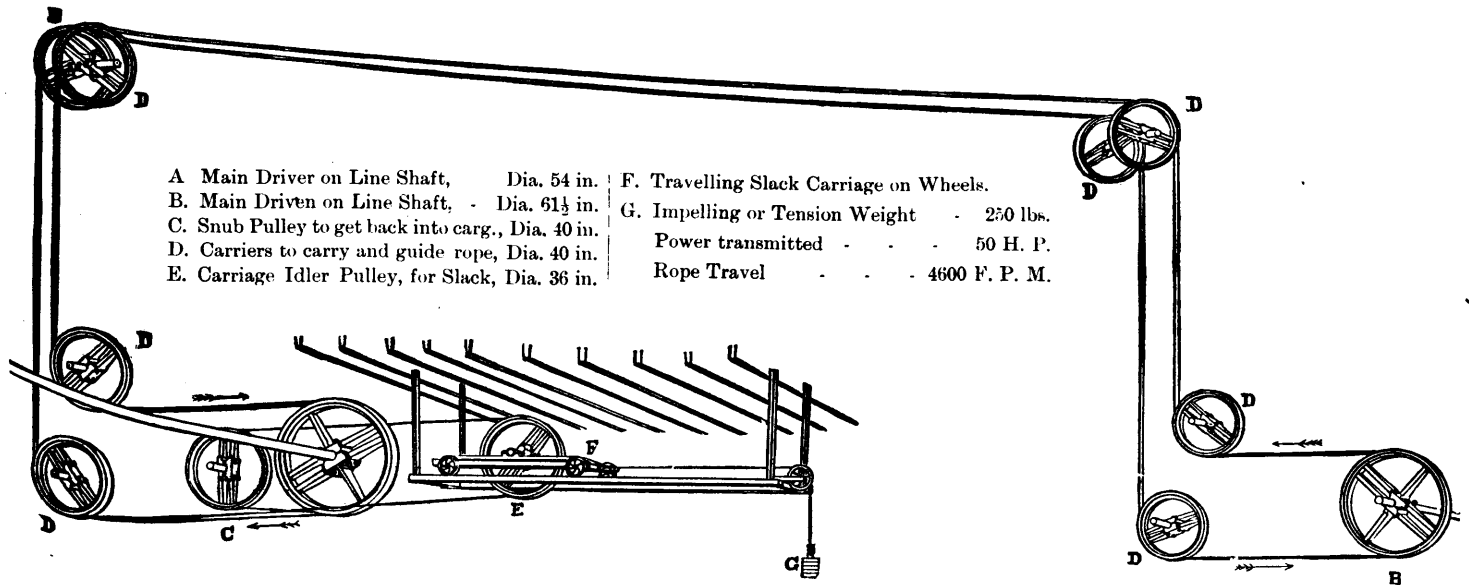 B
D
D
D
A Main Driver on Line Shaft, Dia. 54 in.
B. Main Driven on Line Shaft, - Dia. 61½ in.
C. Snub Pulley to get back into carg., Dia. 40 in.
D. Carriers to carry and guide rope, Dia. 40 in.
E. Carriage Idler Pulley, for Slack, Dia. 36 in.
F. Travelling Slack Carriage on Wheels.
G. Impelling or Tension Weight - 250 lbs.
Power transmitted - - - 50 H. P.
Rope Travel - - - 4600 F. P. M.
D
D
F
E
D
C
G
D
B